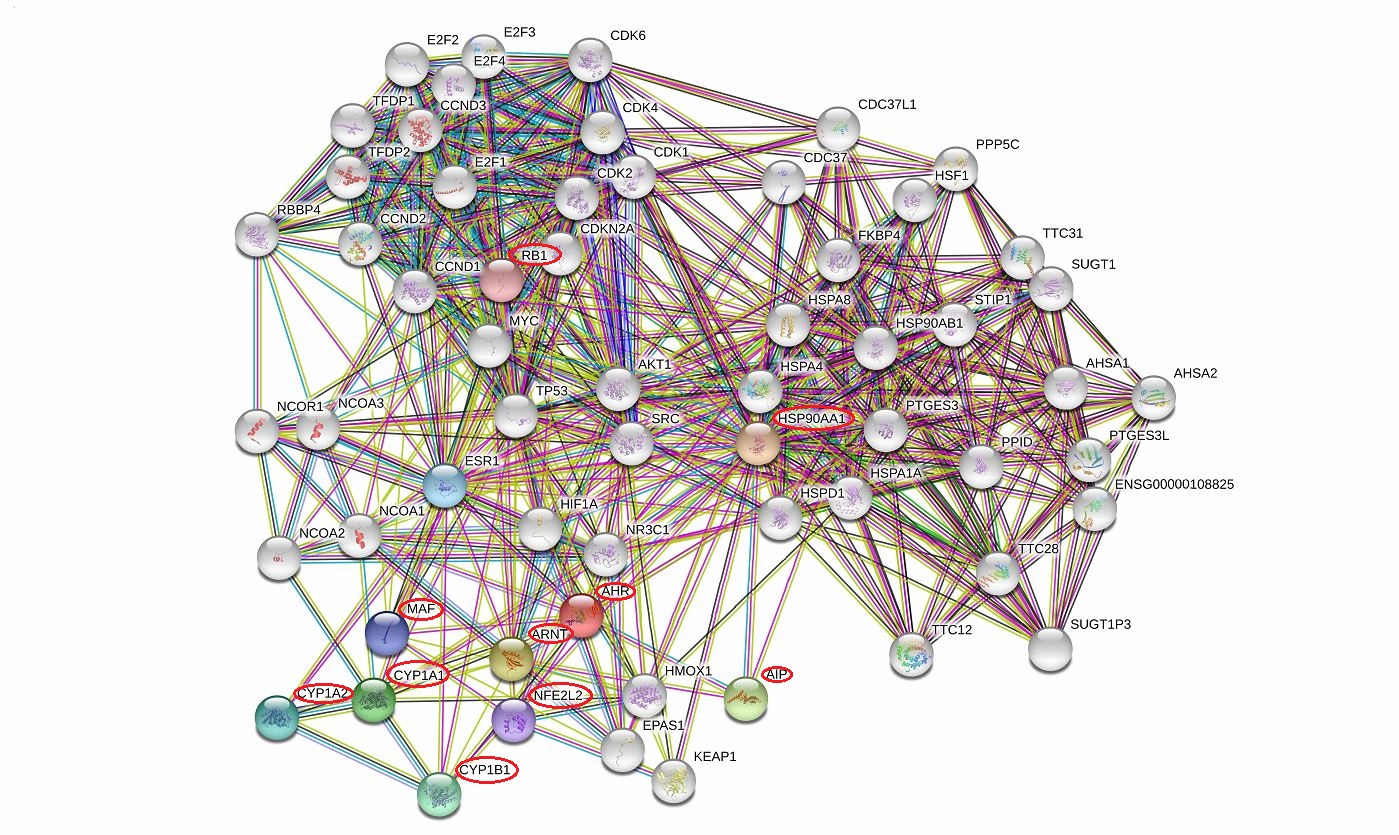 E2F2
E2F3
CDK6
E2F4
TFDP1
CCND3
CDK4
CDC37L1
TFDP2
E2F1
CDK1
CDC37
PPP5C
CDK2
HSF1
RBBP4
CCND2
CDKN2A
FKBP4
TTC31
RB1
CCND1
SUGT1
HSPA8
STIP1
MYC
HSP90AB1
AKT1
HSPA4
AHSA1
AHSA2
TP53
NCOR1
NCOA3
SRC
HSP90AA1
PTGES3
PTGES3L
PPID
ESR1
HSPA1A
ENSG00000108825
HSPD1
HIF1A
NCOA1
NCOA2
NR3C1
TTC28
AHR
MAF
ARNT
TTC12
SUGT1P3
CYP1A1
HMOX1
AIP
CYP1A2
NFE2L2
EPAS1
KEAP1
CYP1B1